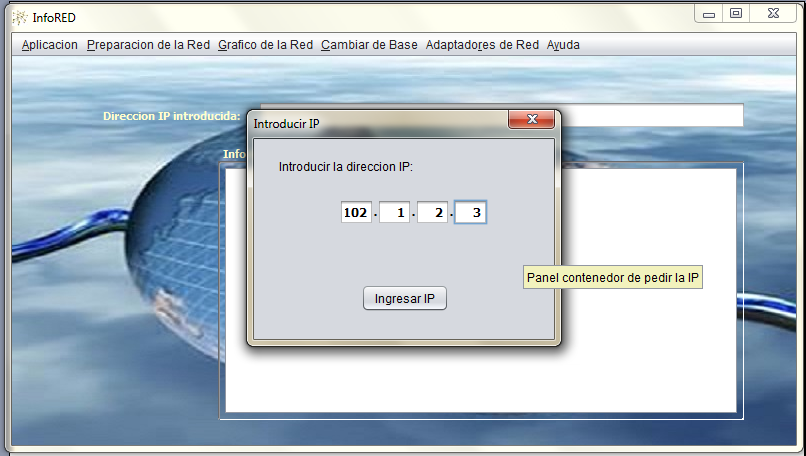 InfoRED
Aplicacion Preparacion de la Red Grafico de la Red Cambiar de Base Adaptadores de Red Ayuda
Direccion IP introducida:
Introducir IP
Info
Introducir la direccion IP:
102 . 1 . 2 . 3
Panel contenedor de pedir la IP
Ingresar IP